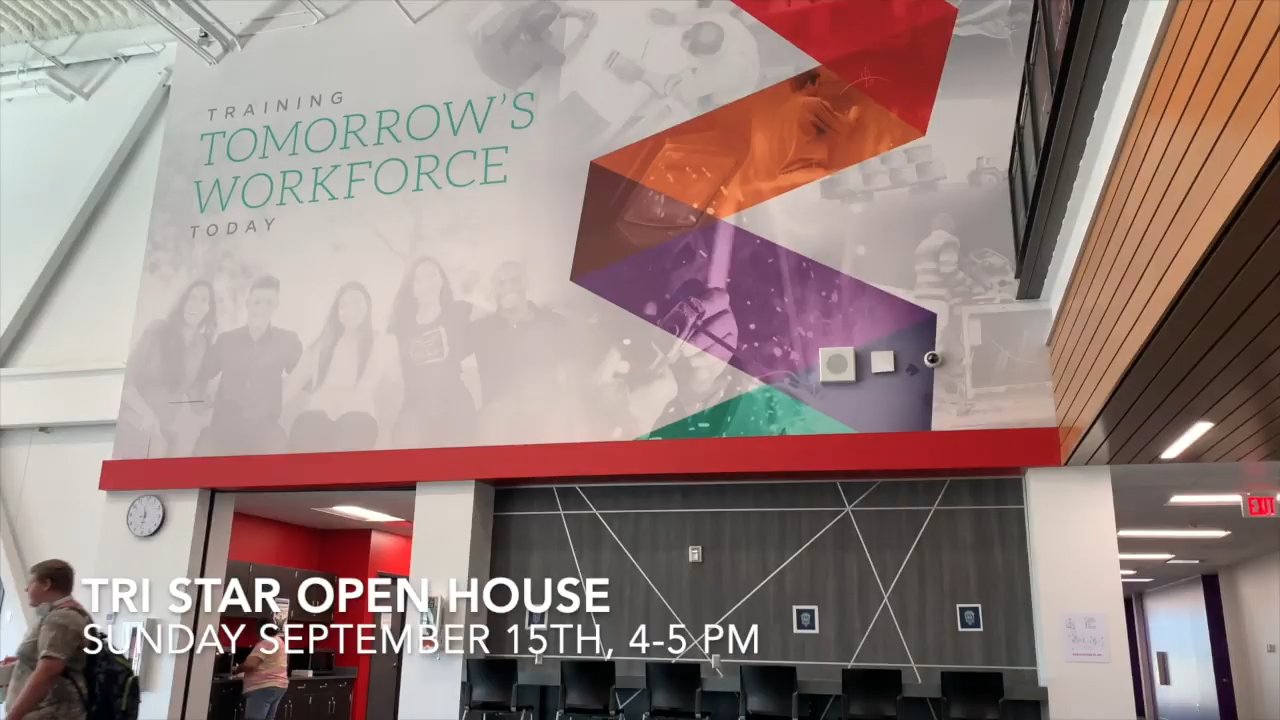 TRAINING
TOMORROW'S
WORKFORCE
TODAY
EXIT
TRI STAR OPEN HOUSE
SUNDAY SEPTEMBER 15TH, 4-5 PM